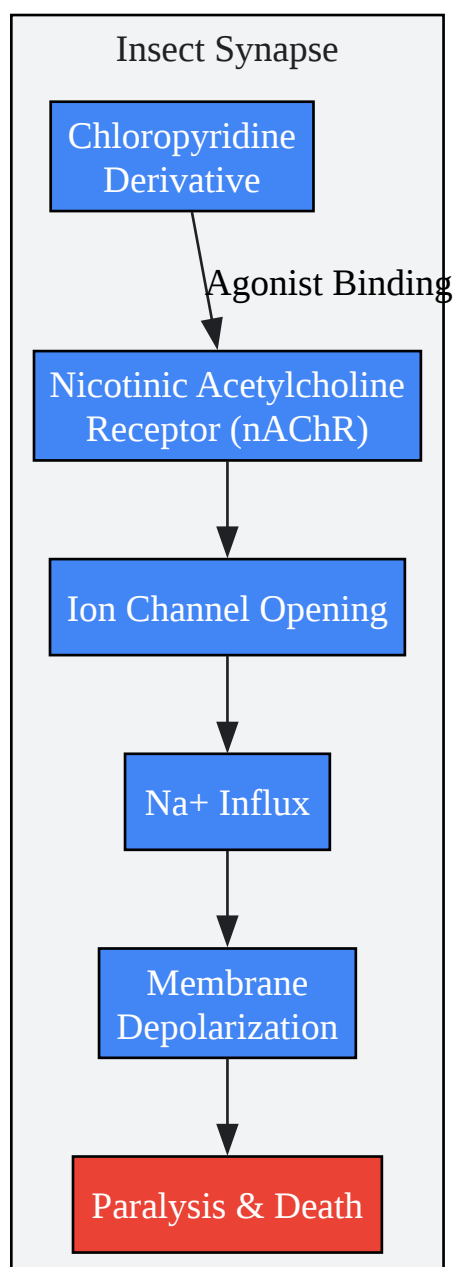 Insect Synapse
Chloropyridine
Derivative
Agonist Binding
Nicotinic Acetylcholine
Receptor (nAChR)
Ion Channel Opening
Na+ Influx
Membrane
Depolarization
Paralysis & Death